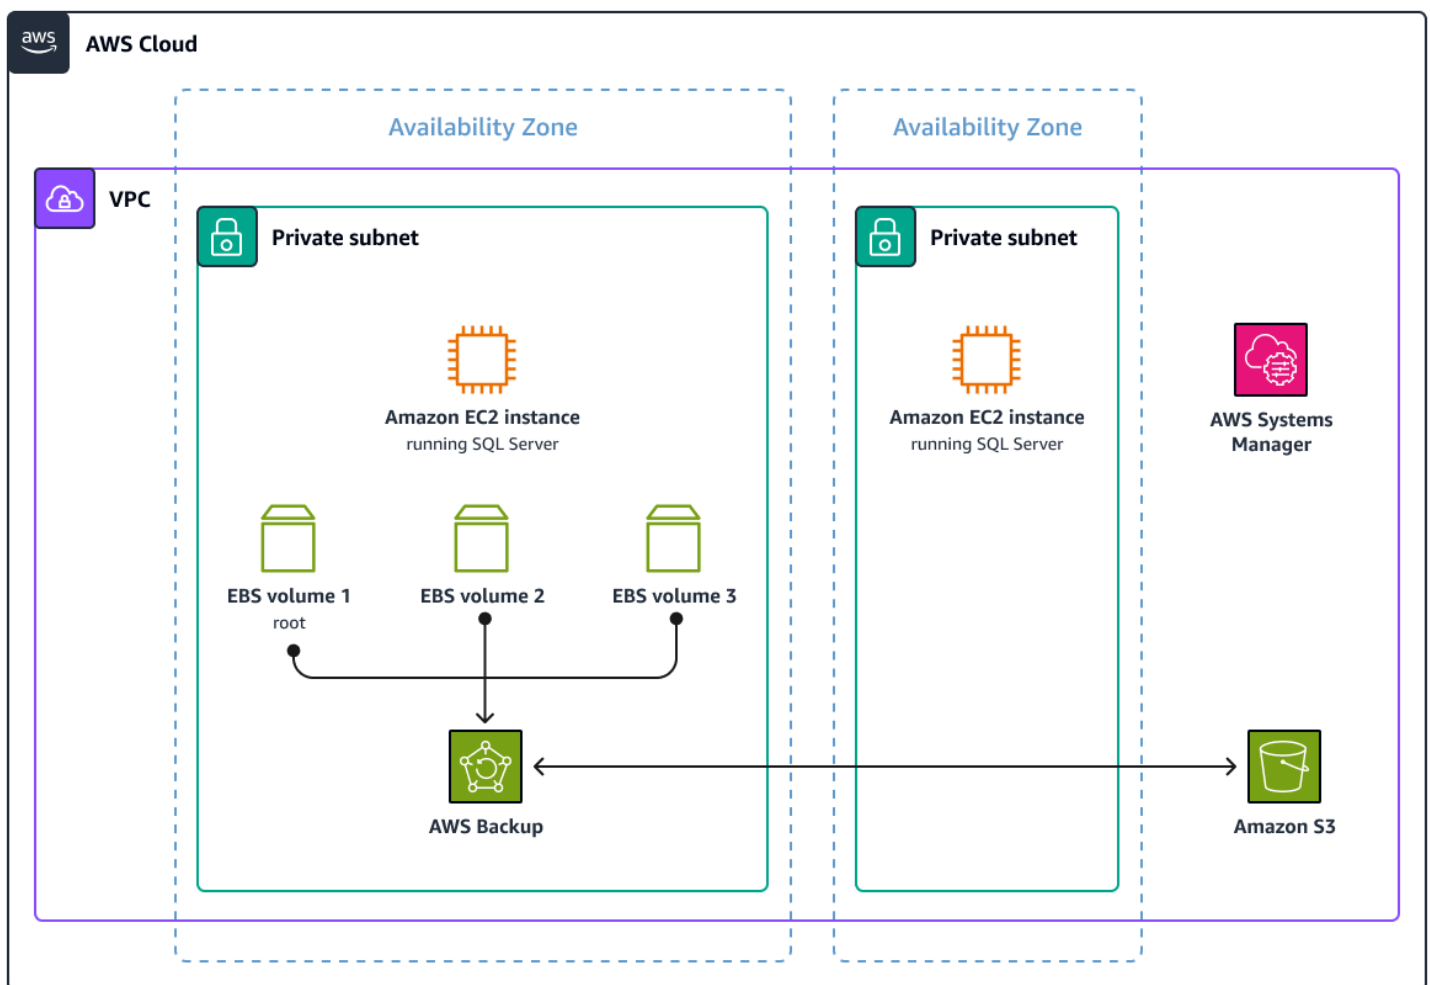 aws
AWS Cloud
Availability Zone
Availability Zone
VPC
Private subnet
Private subnet
Amazon EC2 instance
running SQL Server
Amazon EC2 instance
running SQL Server
AWS Systems
Manager
EBS volume 1
root
EBS volume 2
EBS volume 3
AWS Backup
Amazon S3